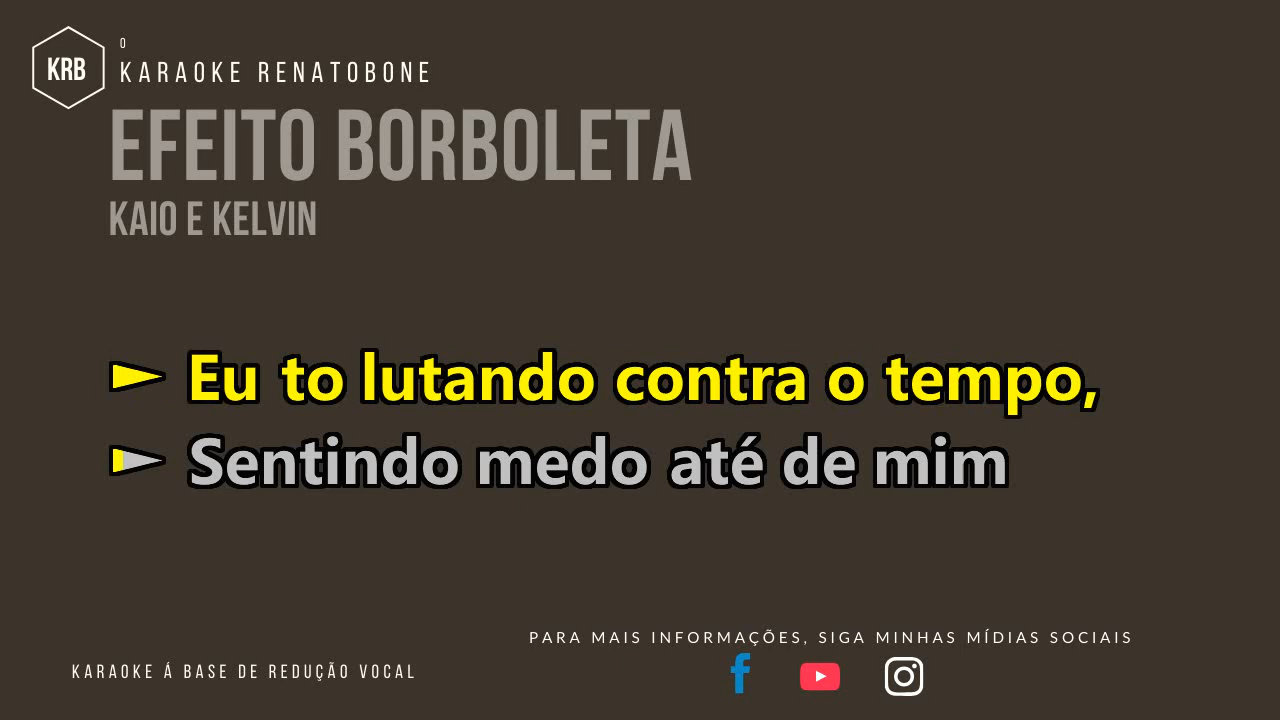 O
KRB
KARAOKE RENATOBONE
EFEITO BORBOLETA
KAIO E KELVIN
Eu to lutando contra o tempo,
Sentindo medo até de mim
PARA MAIS INFORMAÇÕES, SIGA MINHAS MÍDIAS SOCIAIS
KARAOKE Á BASE DE REDUÇÃO VOCAL